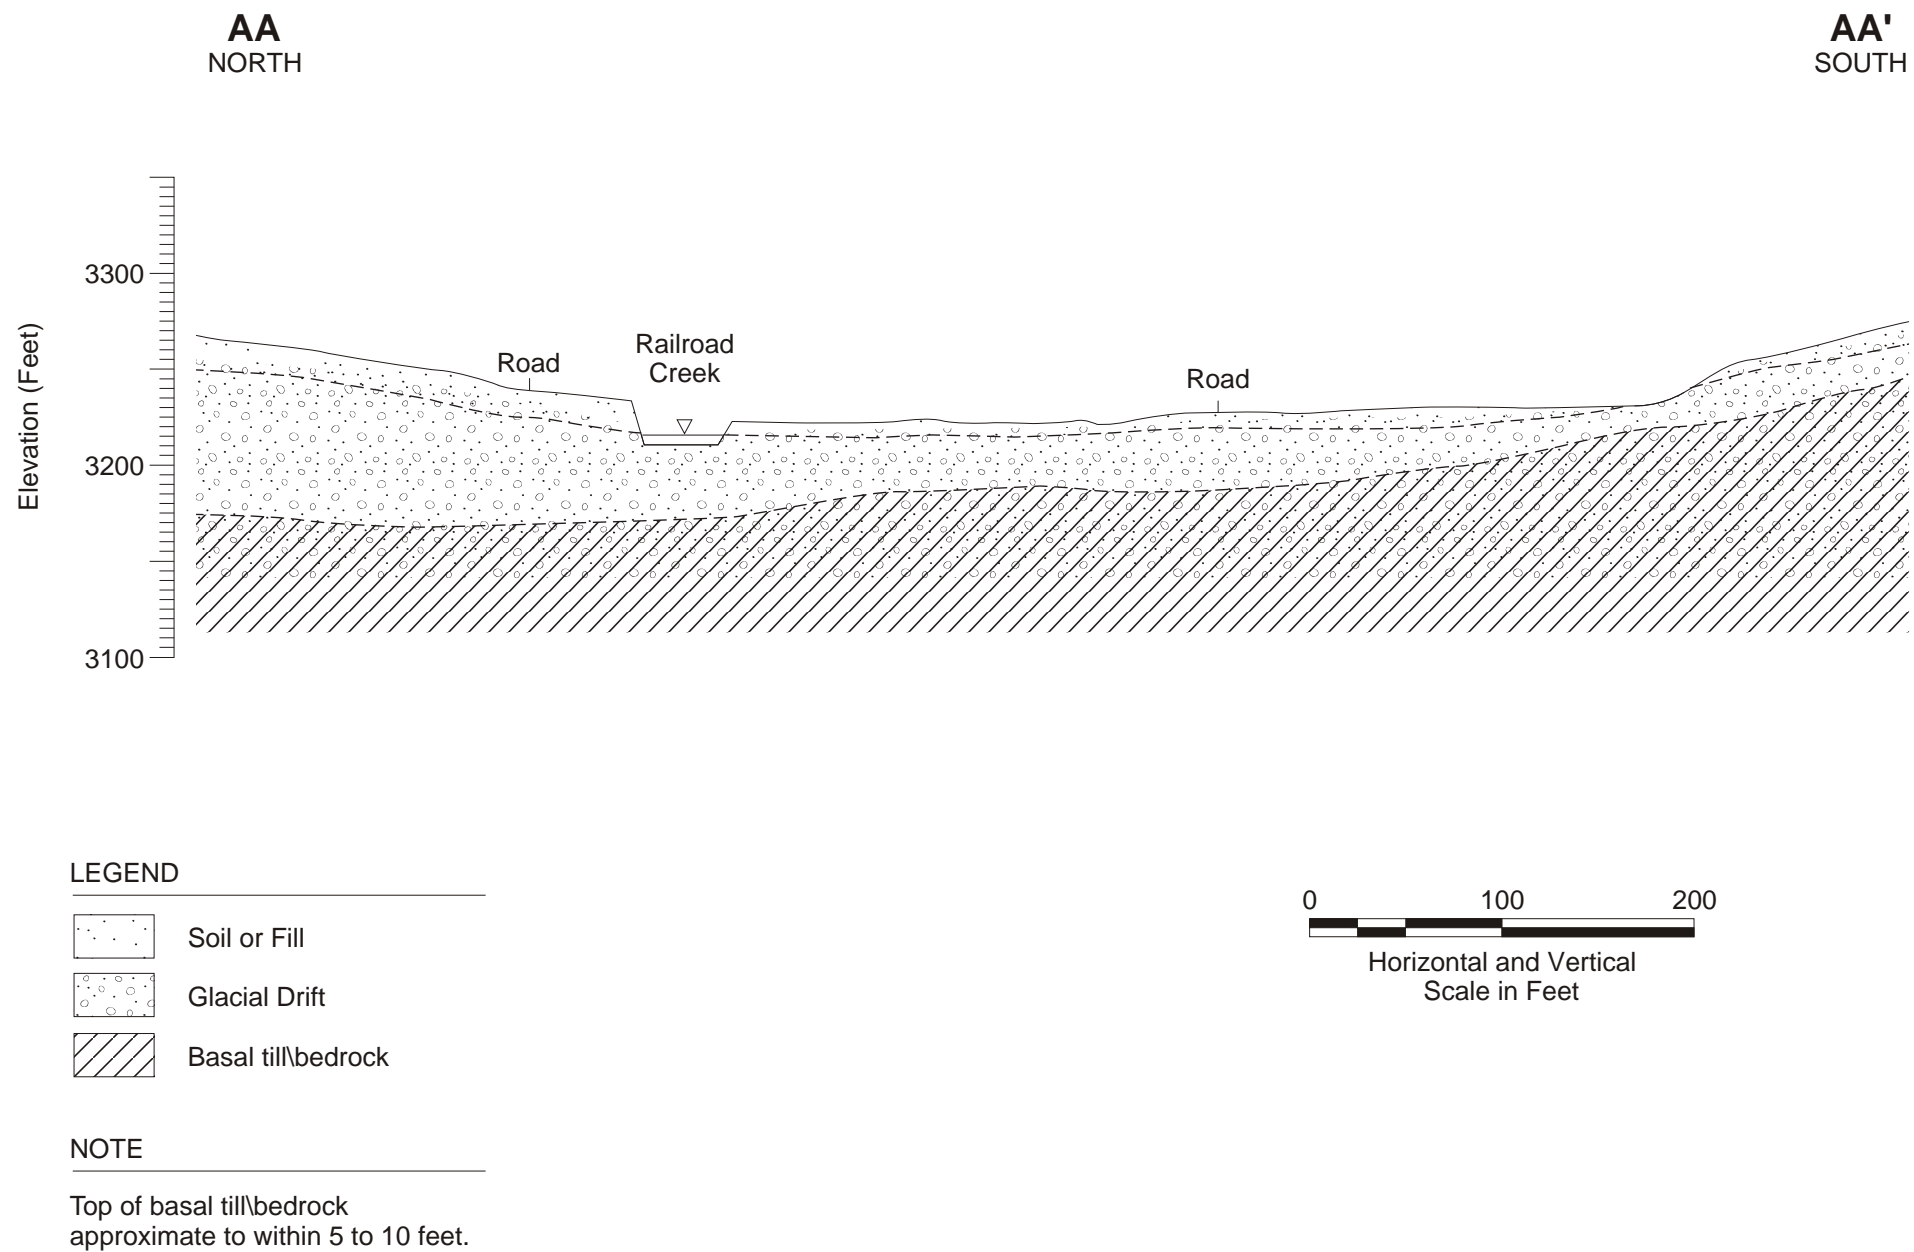 AA
NORTH
AA'
SOUTH
Elevation (Feet)
3300
3200
3100
Road
Railroad
Creek
Road
LEGEND
Soil or Fill
Glacial Drift
Basal till\bedrock
0 100 200
Horizontal and Vertical
Scale in Feet
NOTE
Top of basal till\bedrock
approximate to within 5 to 10 feet.